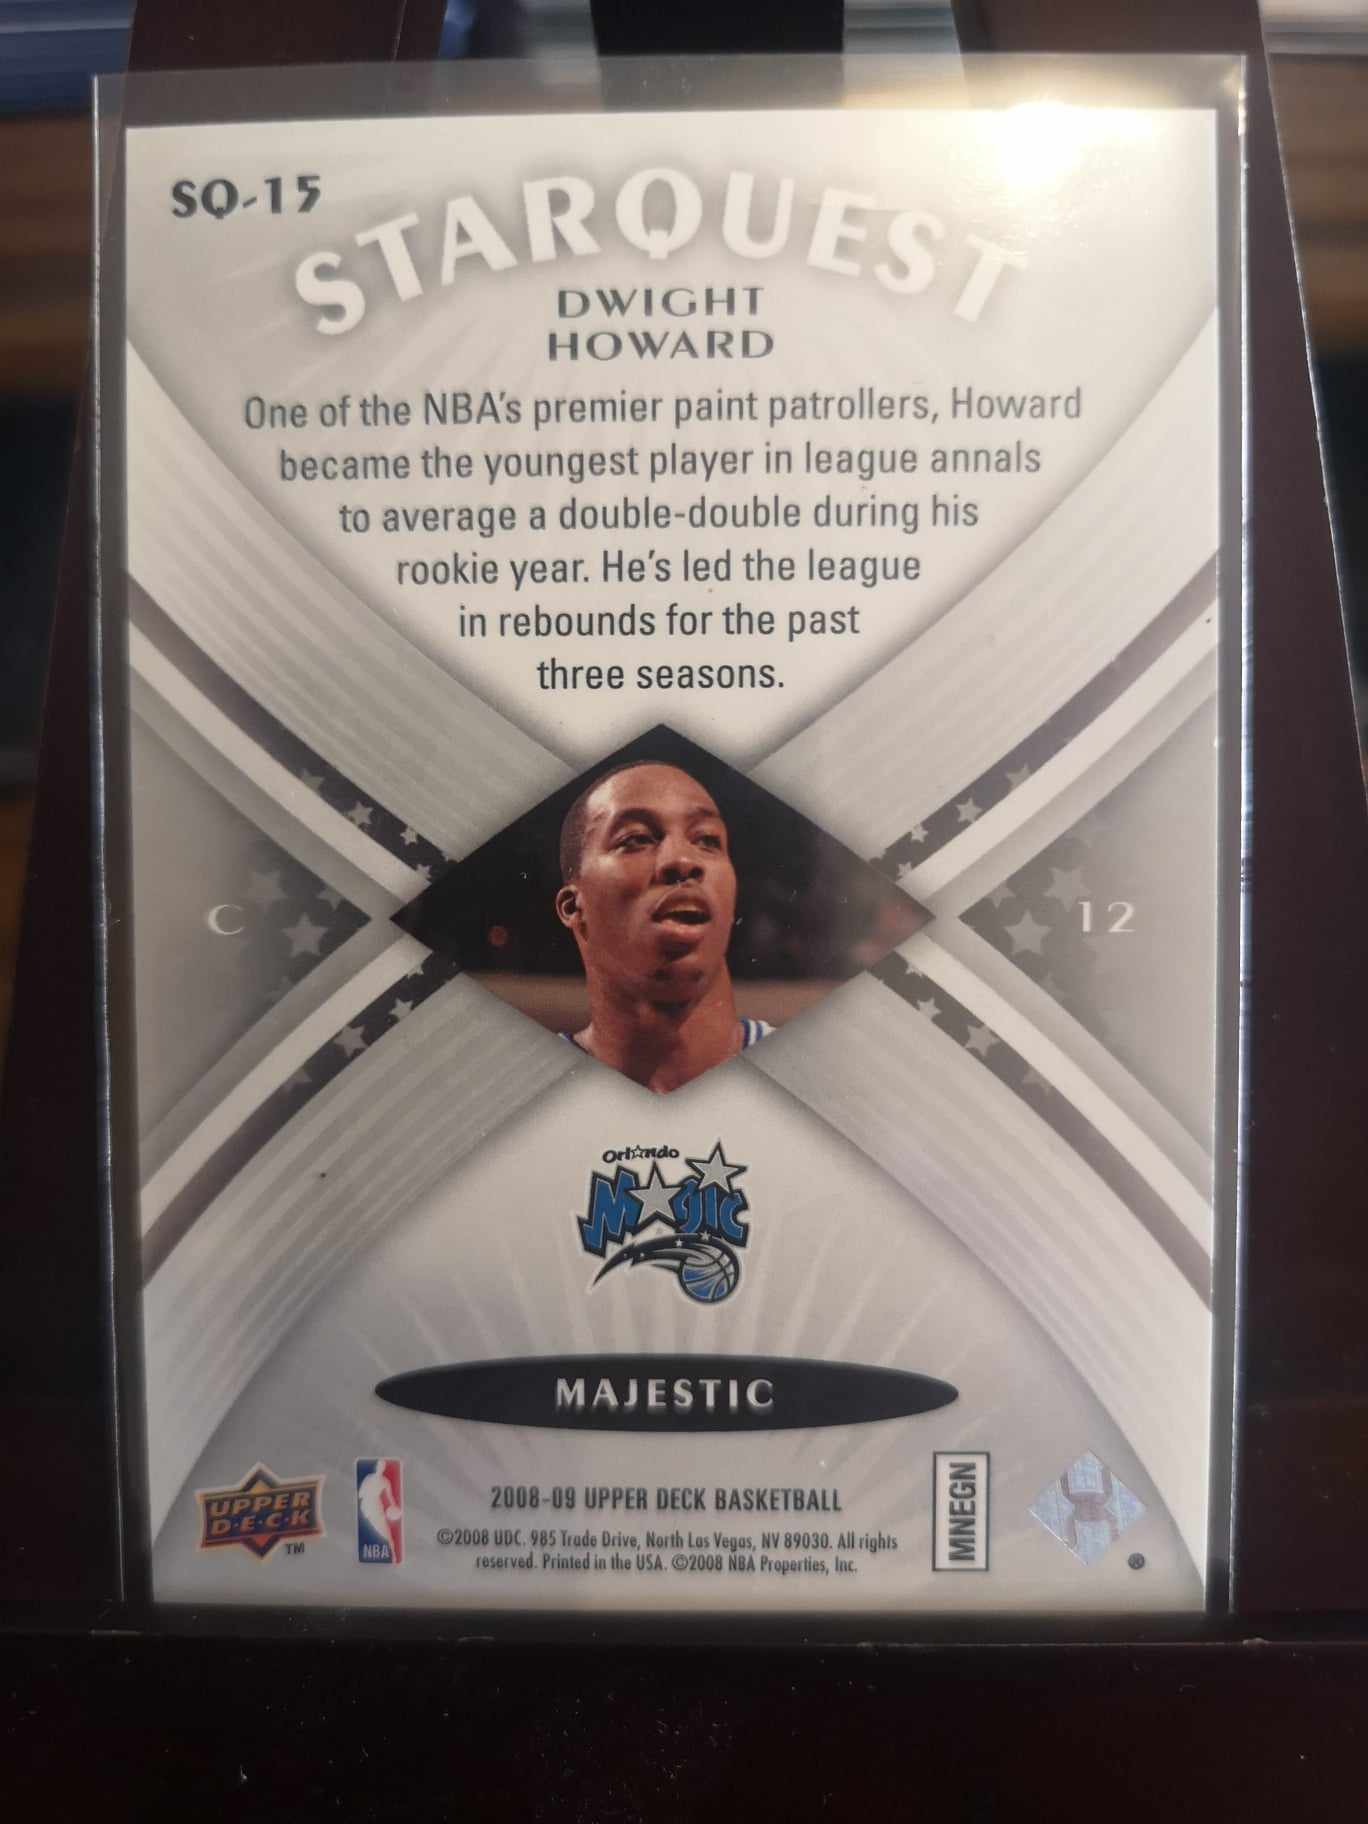 SQ-15
STARQUEST
DWIGHT
HOWARD
One of the NBA's premier paint patrollers, Howard
became the youngest player in league annals
to average a double-double during his
rookie year. He's led the league
in rebounds for the past
three seasons.
C
12
Orlando
Magic
MAJESTIC
UPPER
D·E·C·K
TM
NBA
2008-09 UPPER DECK BASKETBALL
©2008 UDC. 985 Trade Drive, North Las Vegas, NV 89030. All rights
reserved. Printed in the USA. ©2008 NBA Properties, Inc.
MNEGN
®